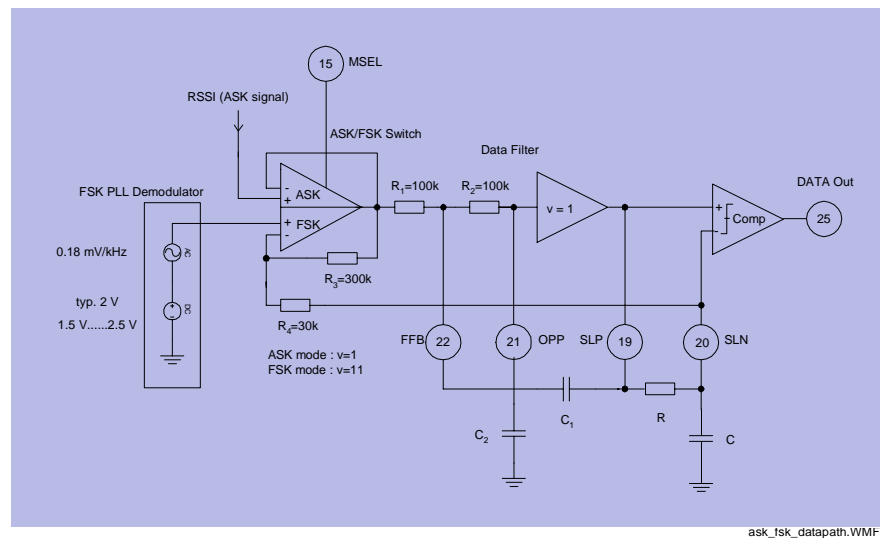 15 MSEL
RSSI (ASK signal)
ASK/FSK Switch
Data Filter
FSK PLL Demodulator
DATA Out
R1=100k
R2=100k
- ASK
+
+ FSK
-
v = 1
+ Comp
-
25
0.18 mV/kHz
AC
R3=300k
typ. 2 V
1.5 V......2.5 V
+ DC
-
R4=30k
FFB 22
21 OPP
SLP 19
20 SLN
ASK mode : v=1
FSK mode : v=11
C1
R
C2
C
ask_fsk_datapath.WMF